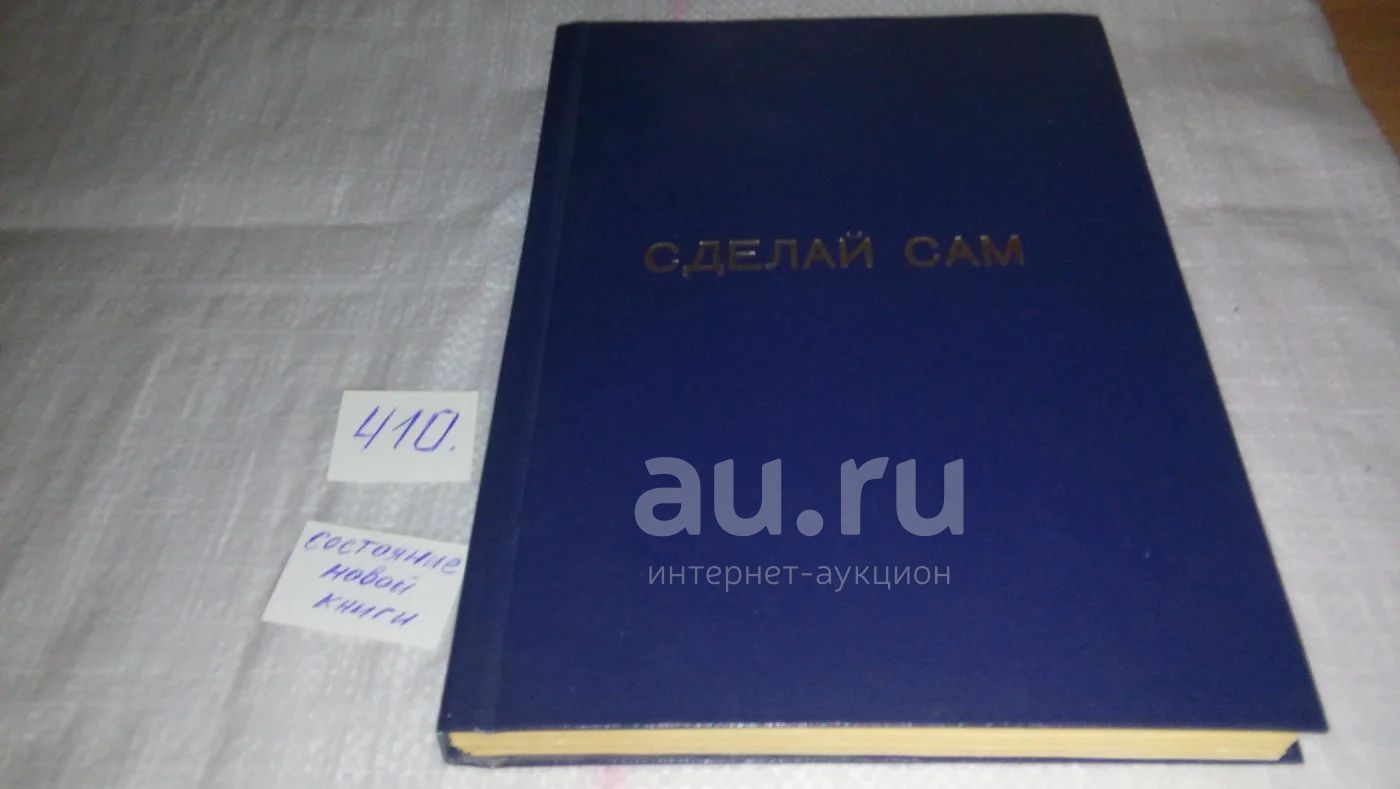 СДЕЛАЙ САМ
410.
состояние
новой
книги
au.ru
интернет-аукцион